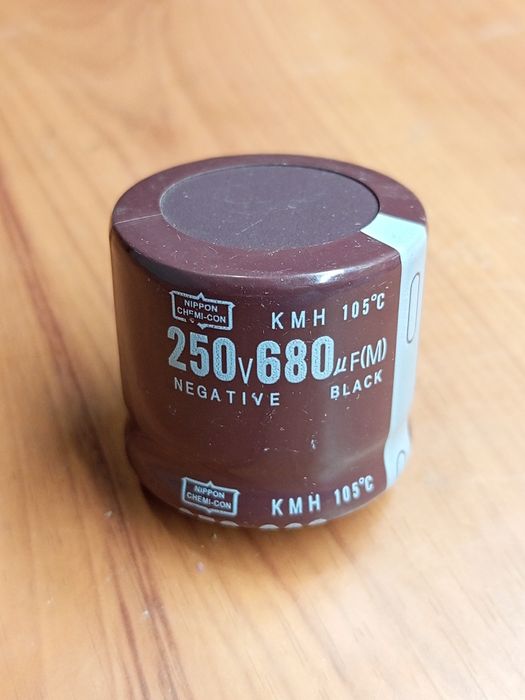 NIPPON
CHEMI-CON
KMH 105℃
250V680μF(M)
NEGATIVE BLACK
NIPPON
CHEMI-CON
KMH 105℃